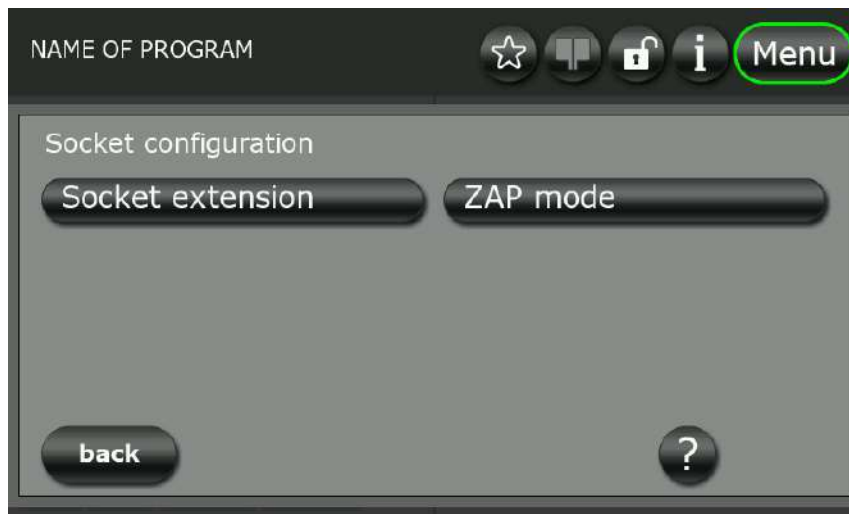 NAME OF PROGRAM
i
Menu
Socket configuration
Socket extension
ZAP mode
back
?